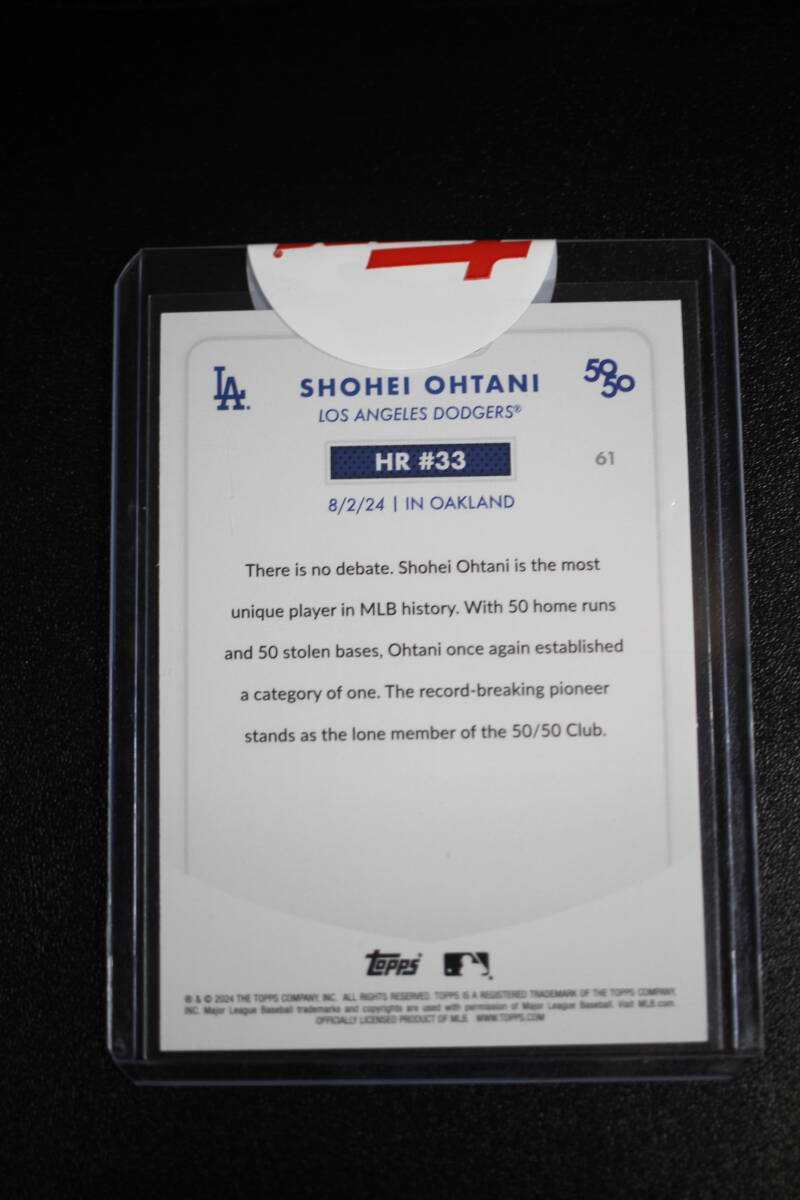 LA
SHOHEI OHTANI
50
50
LOS ANGELES DODGERS®
HR #33
61
8/2/24 | IN OAKLAND
There is no debate. Shohei Ohtani is the most
unique player in MLB history. With 50 home runs
and 50 stolen bases, Ohtani once again established
a category of one. The record-breaking pioneer
stands as the lone member of the 50/50 Club.
Topps
® & © 2024 THE TOPPS COMPANY, INC. ALL RIGHTS RESERVED. TOPPS IS A REGISTERED TRADEMARK OF THE TOPPS COMPANY,
INC. Major League Baseball trademarks and copyrights are used with permission of Major League Baseball. Visit MLB.com.
OFFICIALLY LICENSED PRODUCT OF MLB. WWW.TOPPS.COM